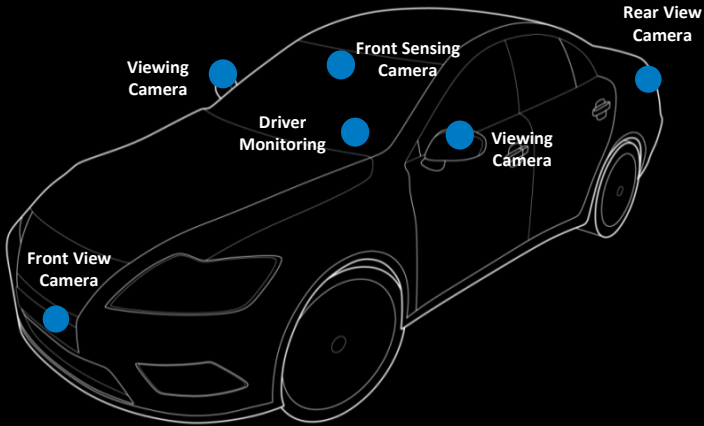 Rear View
Camera
Front Sensing
Camera
Viewing
Camera
Driver
Monitoring
Viewing
Camera
Front View
Camera